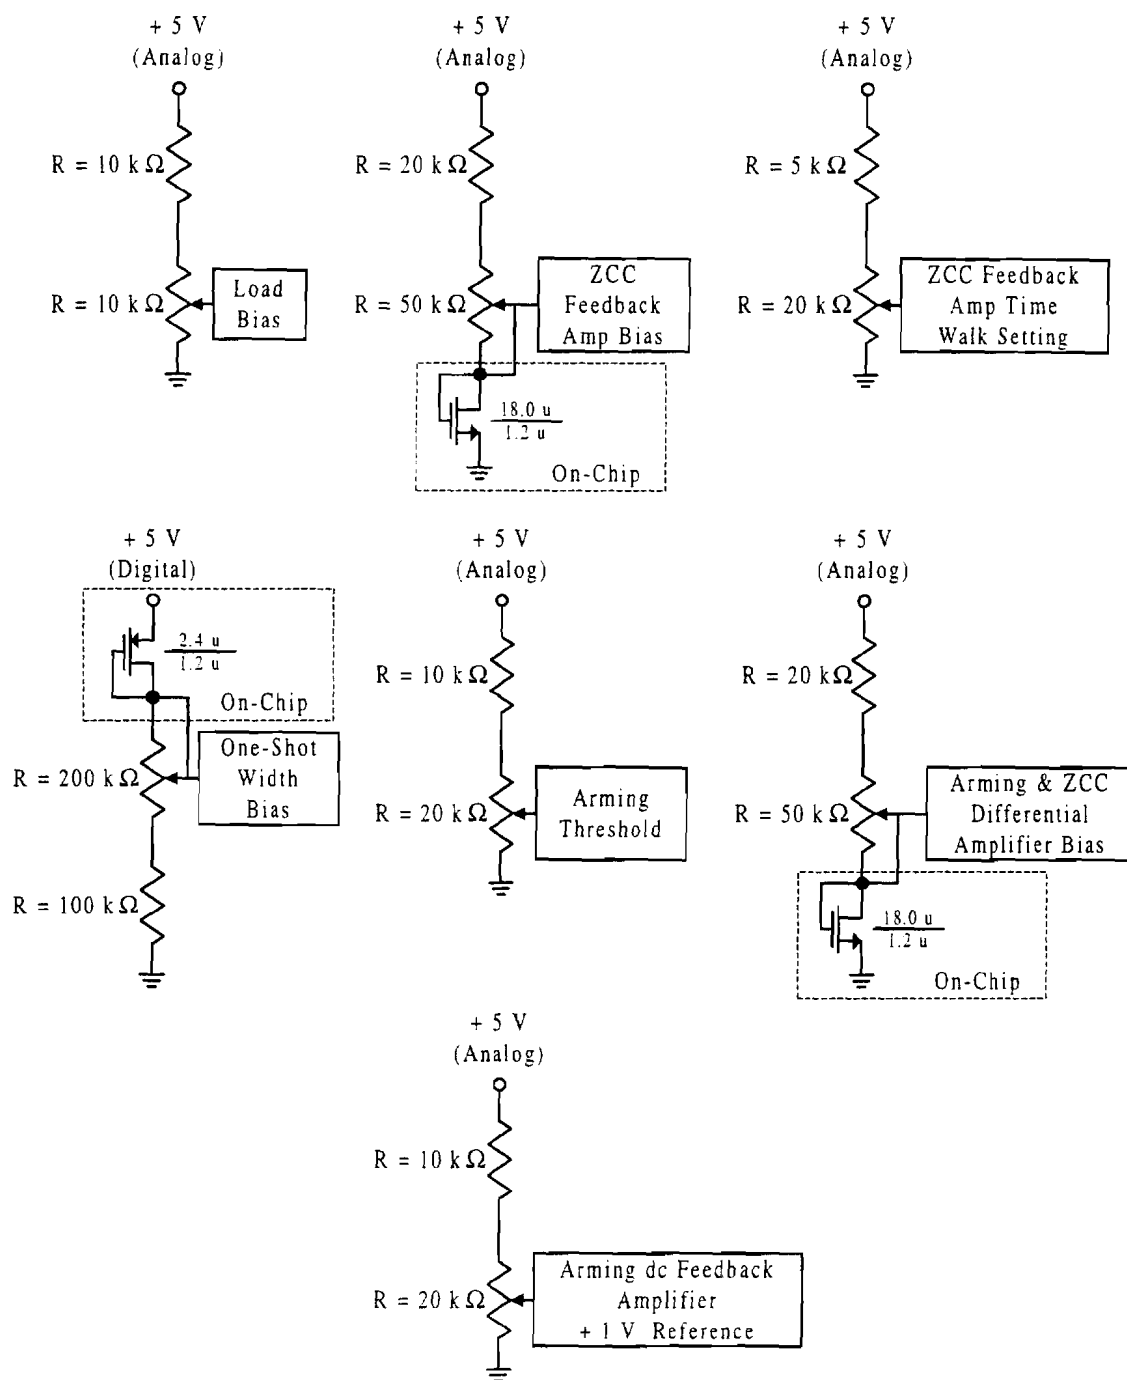 + 5 V
(Analog)
R = 10 k Ω
R = 10 k Ω
Load
Bias
+ 5 V
(Analog)
R = 20 k Ω
R = 50 k Ω
ZCC
Feedback
Amp Bias
18.0 u
1.2 u
On-Chip
+ 5 V
(Analog)
R = 5 k Ω
R = 20 k Ω
ZCC Feedback
Amp Time
Walk Setting
+ 5 V
(Digital)
2.4 u
1.2 u
On-Chip
R = 200 k Ω
One-Shot
Width
Bias
R = 100 k Ω
+ 5 V
(Analog)
R = 10 k Ω
R = 20 k Ω
Arming
Threshold
+ 5 V
(Analog)
R = 20 k Ω
R = 50 k Ω
Arming & ZCC
Differential
Amplifier Bias
18.0 u
1.2 u
On-Chip
+ 5 V
(Analog)
R = 10 k Ω
R = 20 k Ω
Arming dc Feedback
Amplifier
+ 1 V Reference